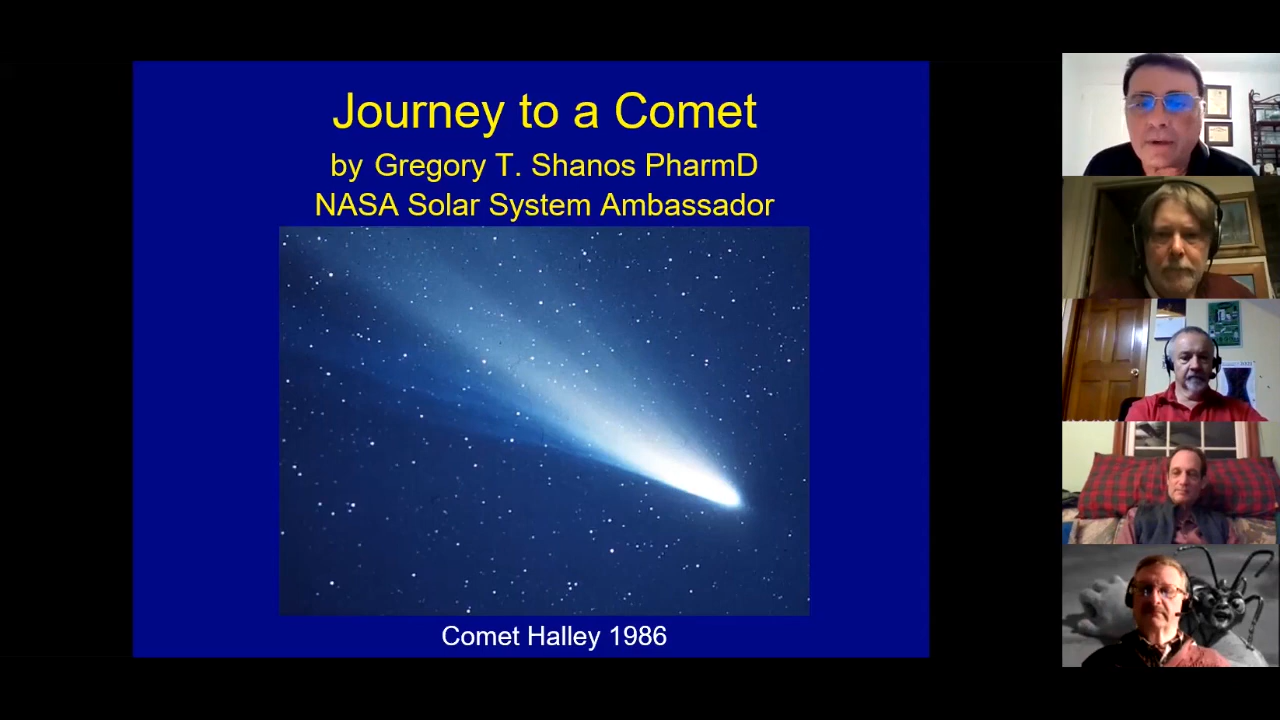 Journey to a Comet
by Gregory T. Shanos PharmD
NASA Solar System Ambassador
Comet Halley 1986